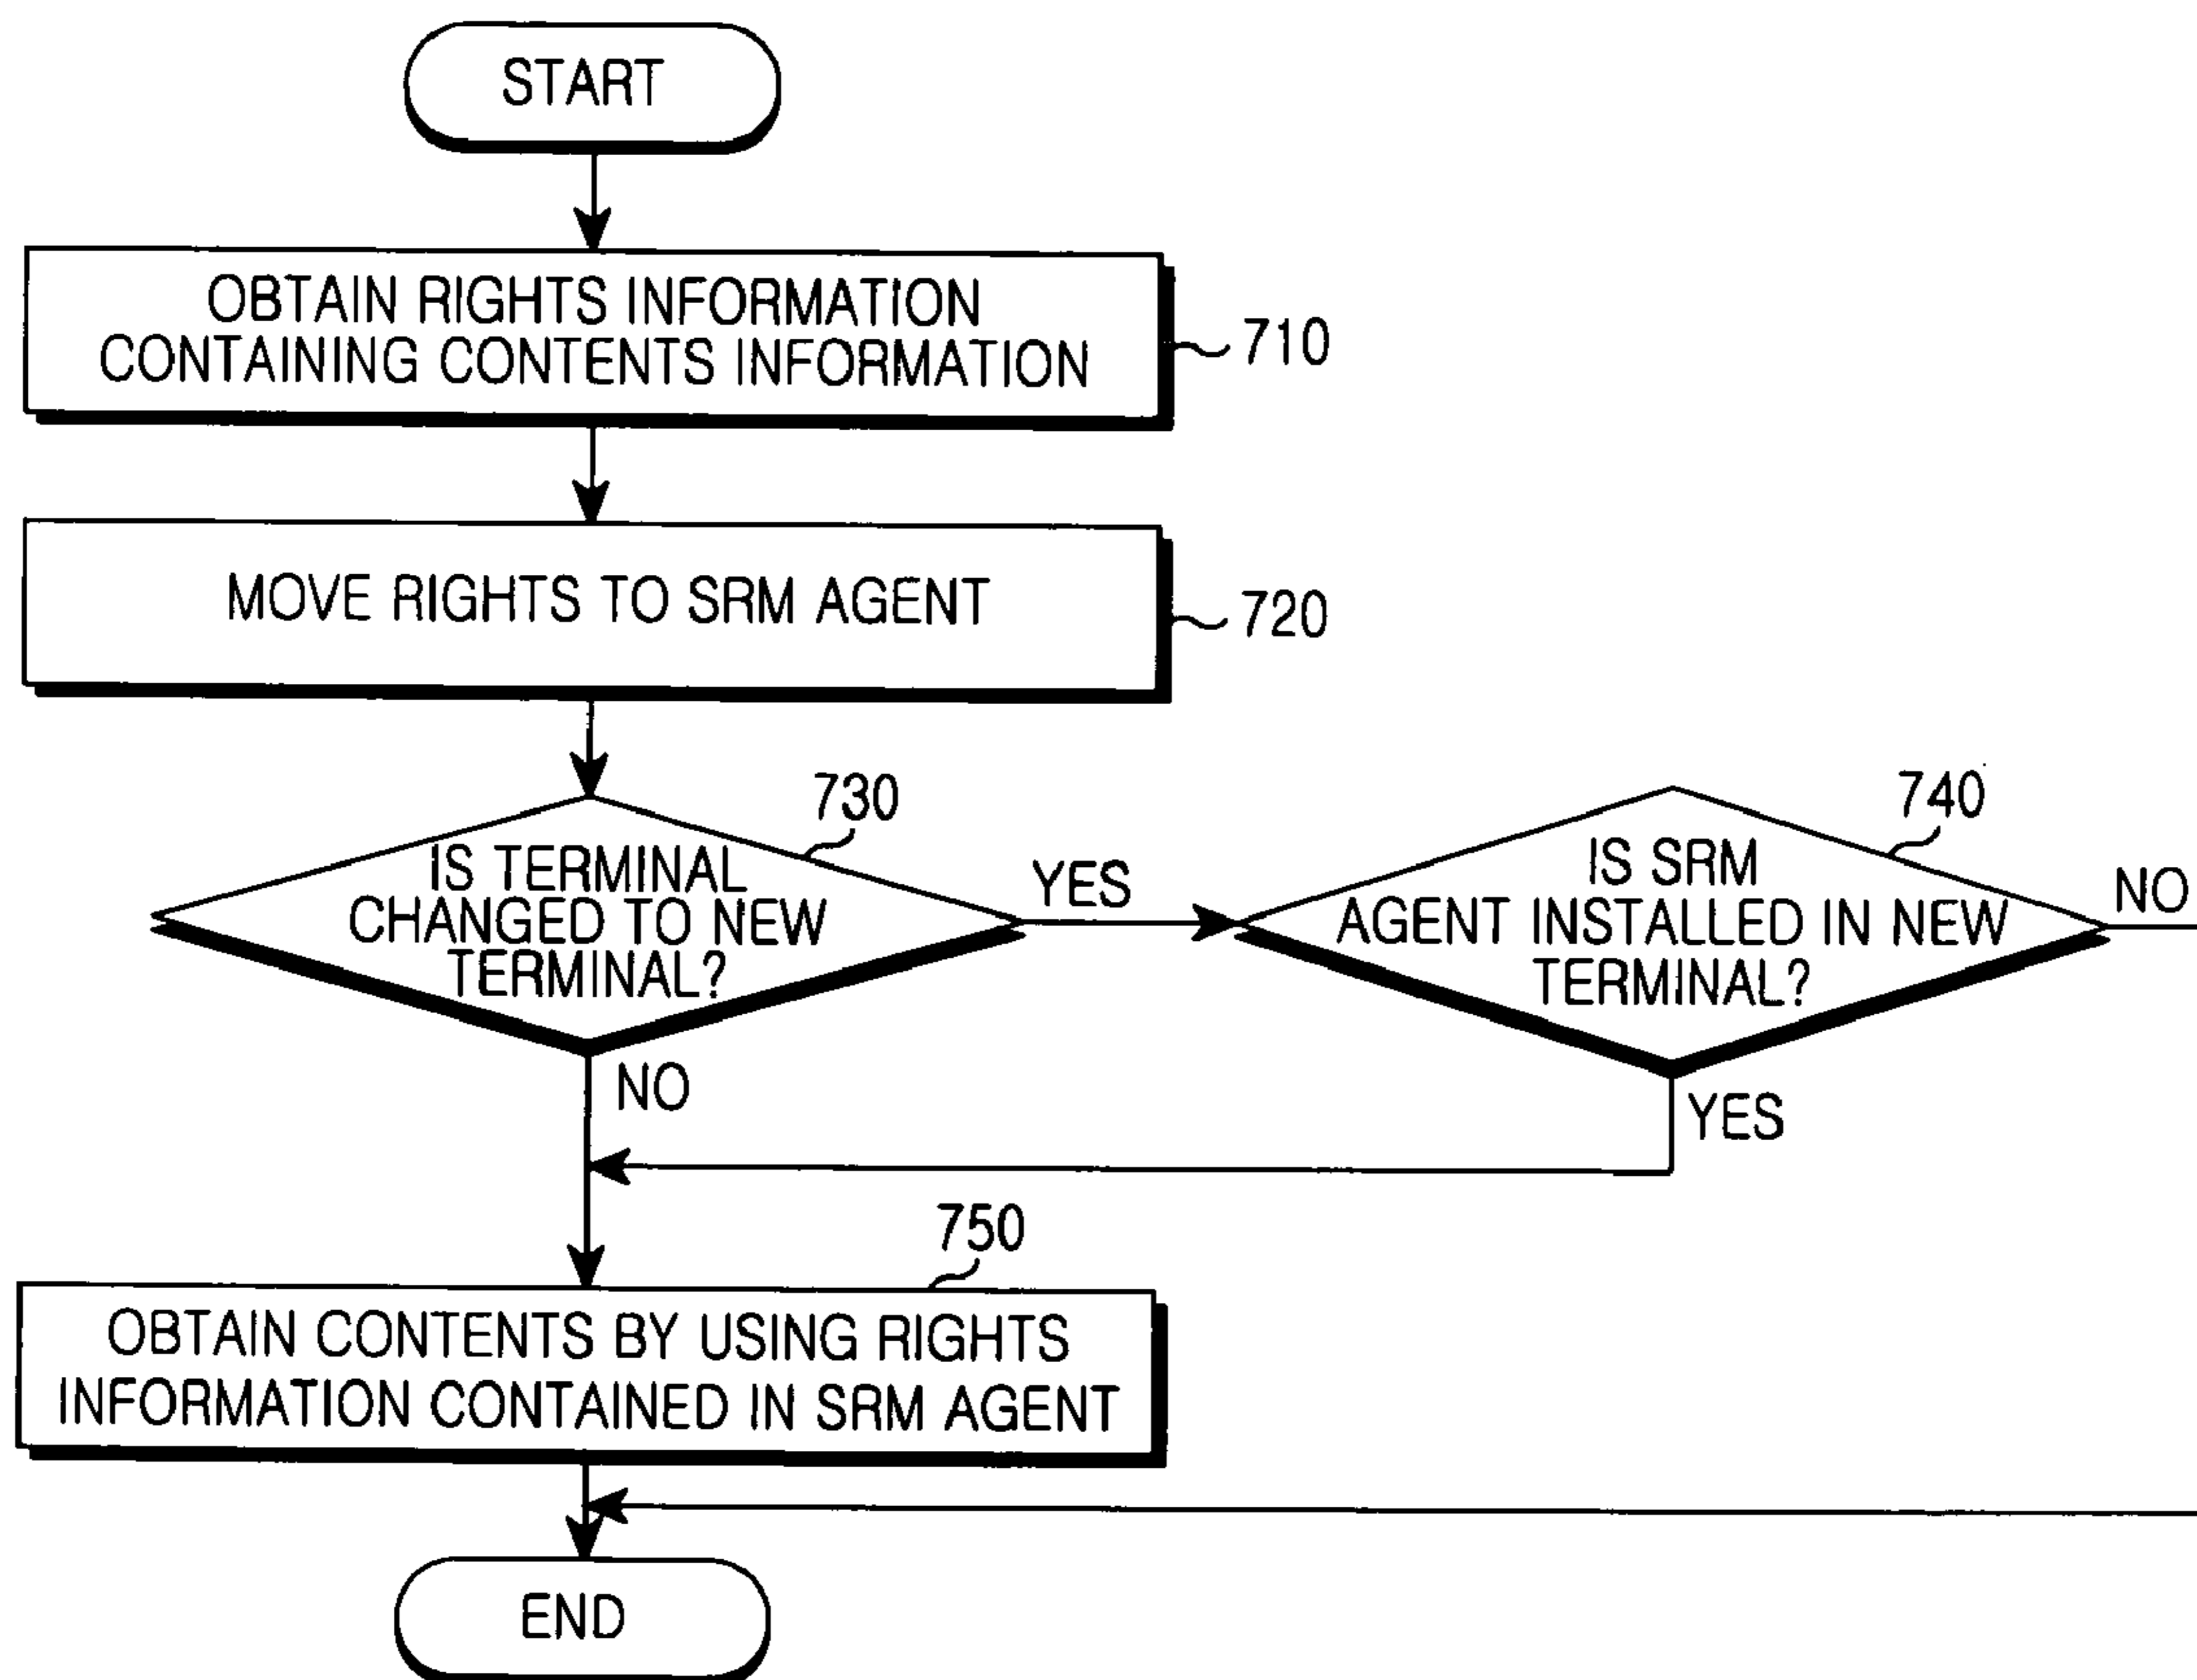 START
OBTAIN RIGHTS INFORMATION
CONTAINING CONTENTS INFORMATION
710
MOVE RIGHTS TO SRM AGENT
720
730
IS TERMINAL
CHANGED TO NEW
TERMINAL?
YES
NO
740
IS SRM
AGENT INSTALLED IN NEW
TERMINAL?
NO
YES
750
OBTAIN CONTENTS BY USING RIGHTS
INFORMATION CONTAINED IN SRM AGENT
END